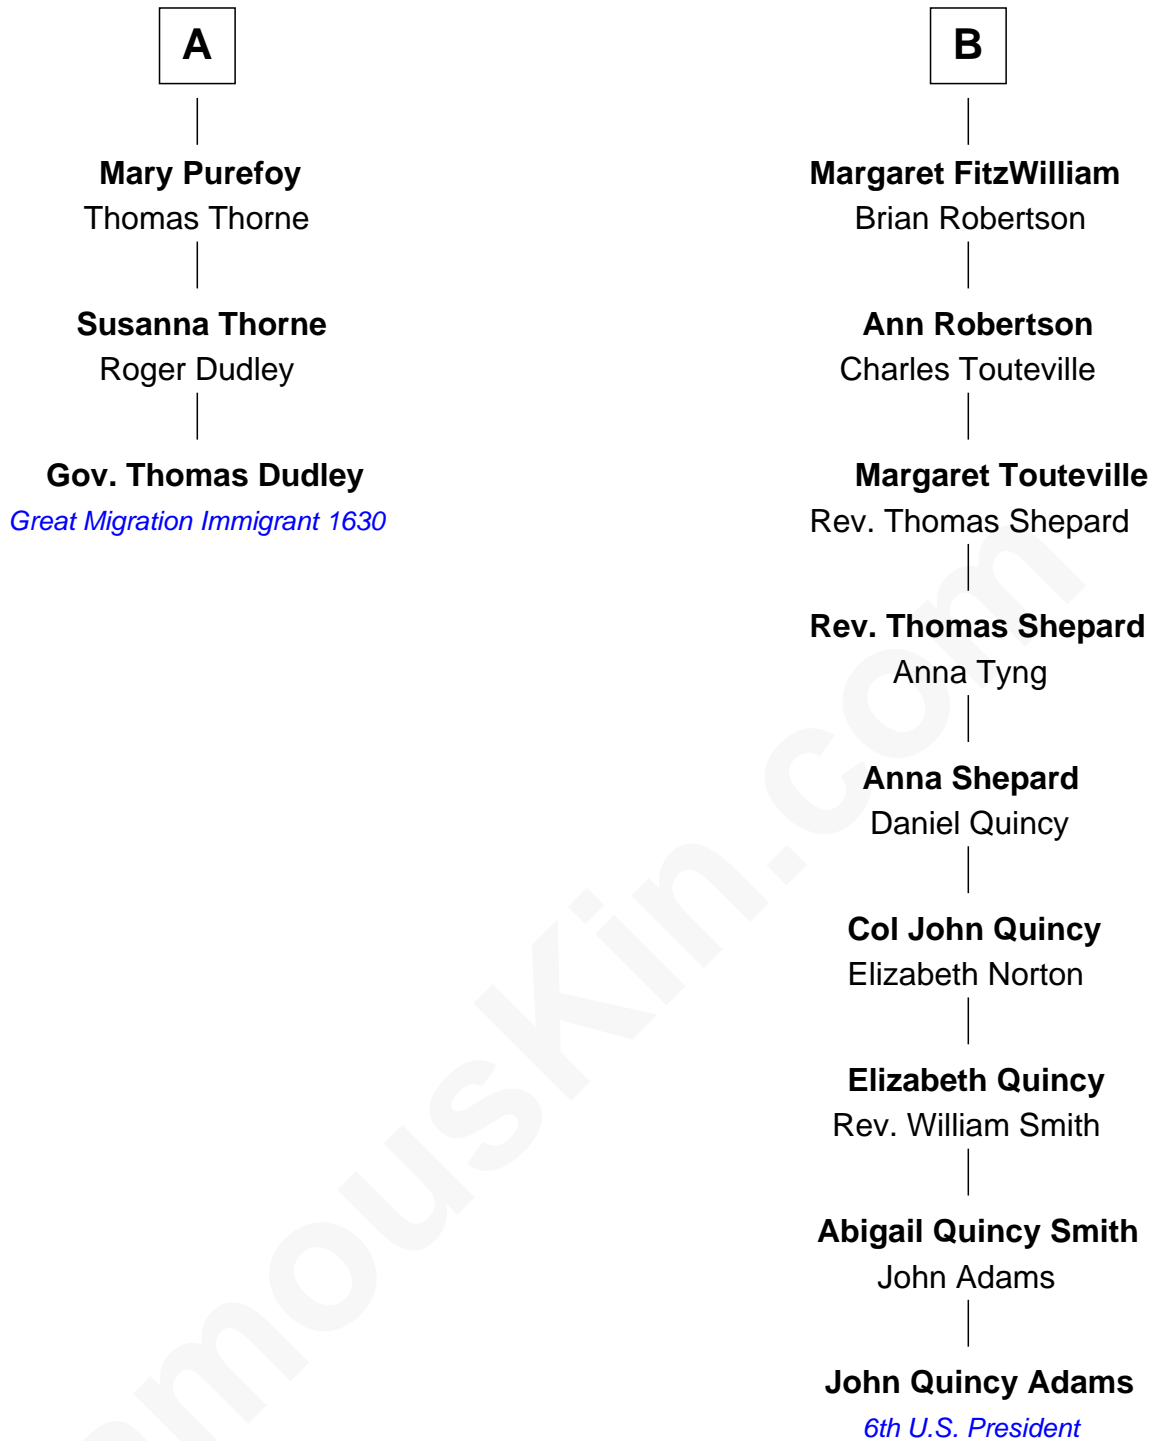 A
Mary Purefoy
Thomas Thorne
Susanna Thorne
Roger Dudley
Gov. Thomas Dudley
Great Migration Immigrant 1630
B
Margaret FitzWilliam
Brian Robertson
Ann Robertson
Charles Touteville
Margaret Touteville
Rev. Thomas Shepard
Rev. Thomas Shepard
Anna Tyng
Anna Shepard
Daniel Quincy
Col John Quincy
Elizabeth Norton
Elizabeth Quincy
Rev. William Smith
Abigail Quincy Smith
John Adams
John Quincy Adams
6th U.S. President
amouskin.com